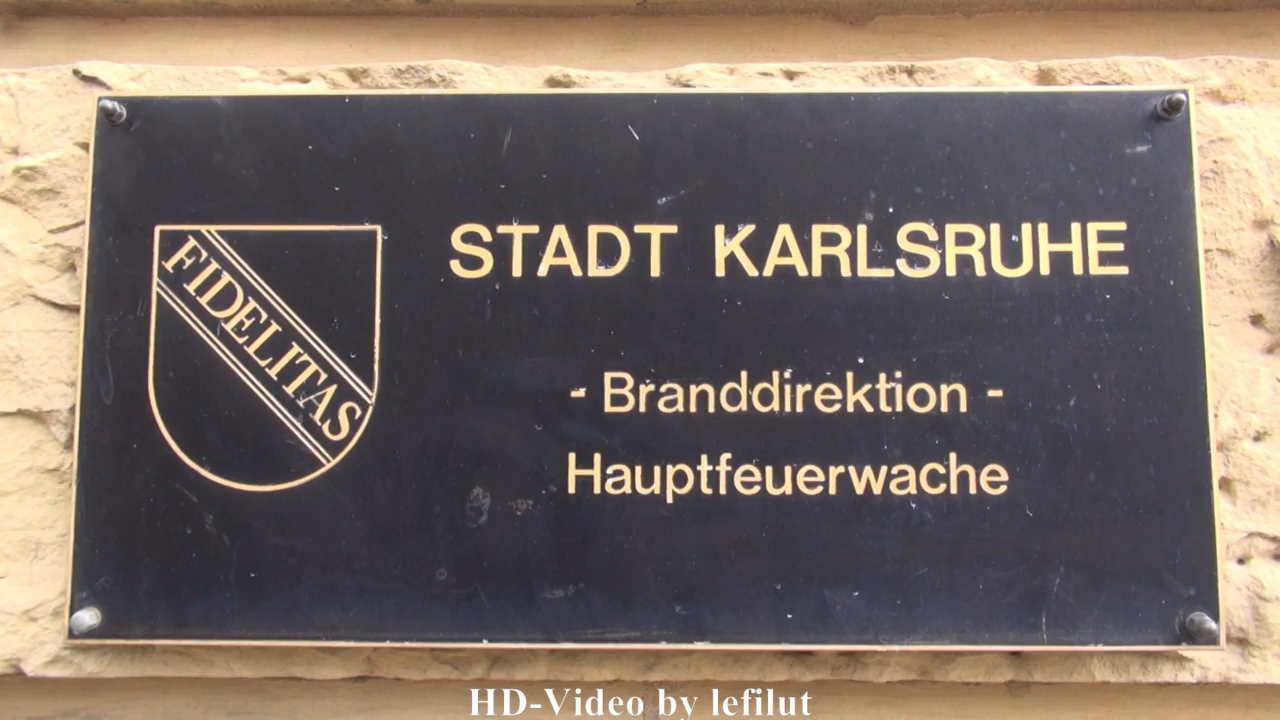 FIDELITAS
STADT KARLSRUHE
- Branddirektion -
Hauptfeuerwache
HD-Video by lefilut